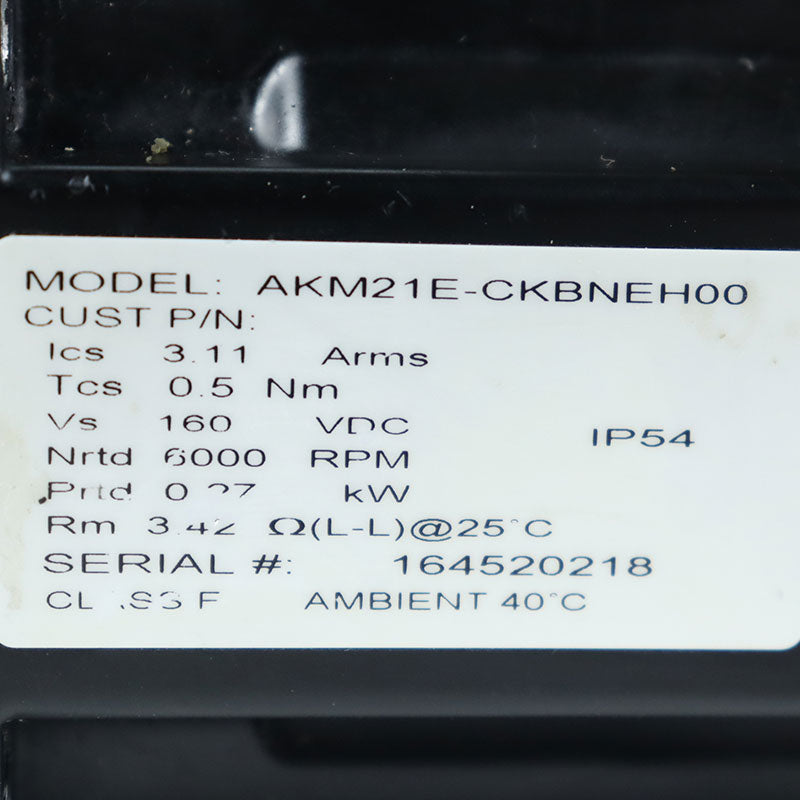 MODEL: AKM21E-CKBNEH00
CUST P/N:
Ics 3.11 Arms
Tcs 0.5 Nm
Vs 160 VDC
IP54
Nrtd 6000 RPM
Prtd kW
Rm 3.42 Ω(L-L)@25°C
SERIAL #: 164520218
CLASS F AMBIENT 40°C